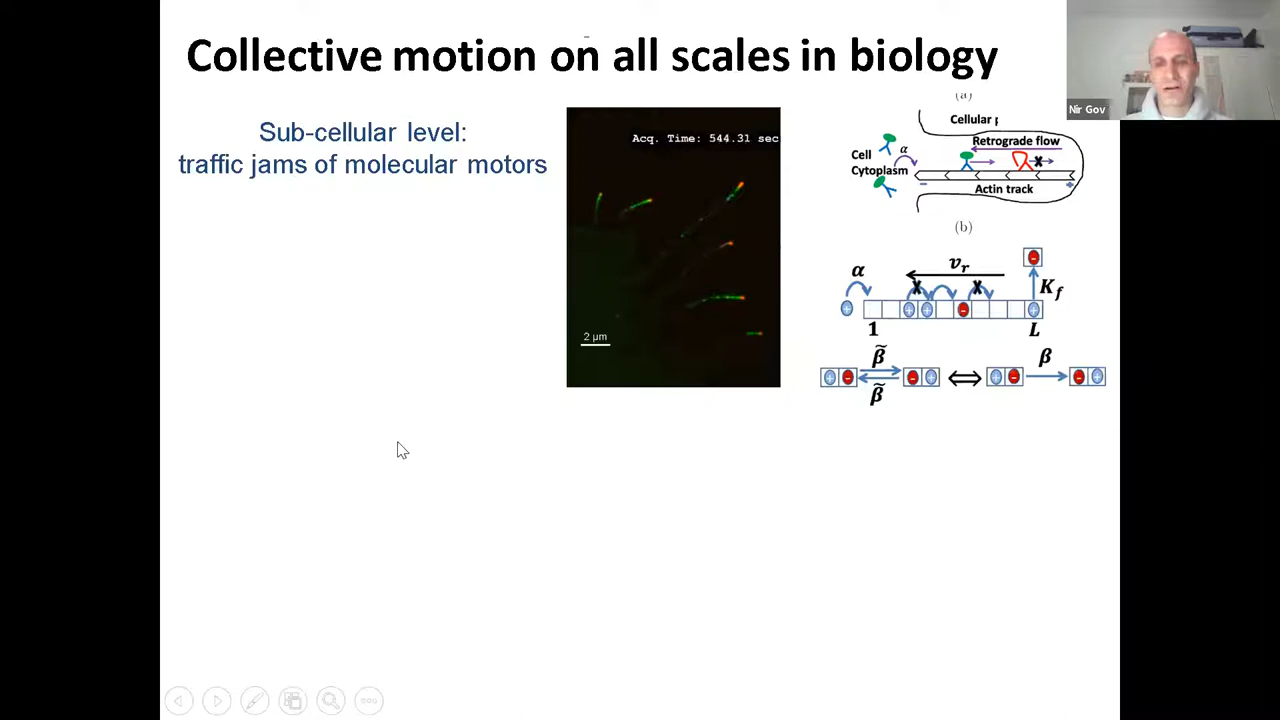 Collective motion on all scales in biology
Nir Gov
Sub-cellular level:
traffic jams of molecular motors
Acq. Time: 544.31 sec
2 µm
(a)
Cellular
Retrograde flow
α
Cell
Cytoplasm
Actin track
(b)
α
v_r
K_f
1
L
β̃
β̃
β